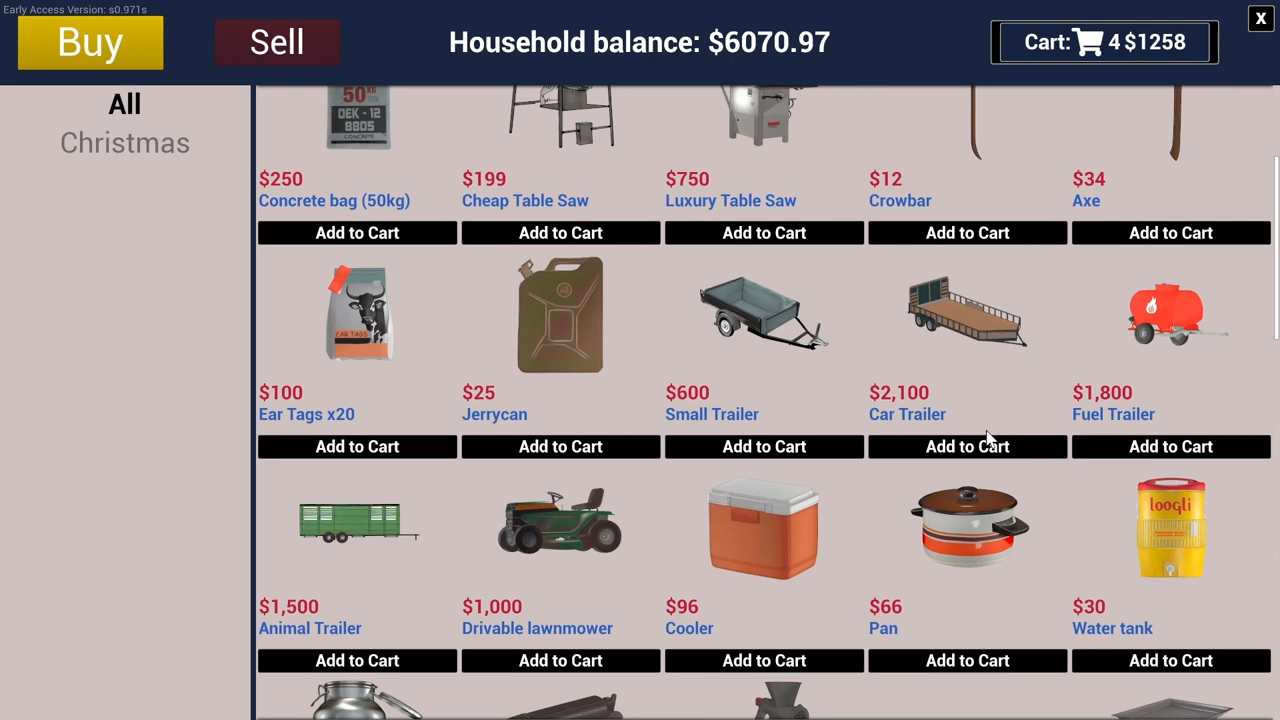 Early Access Version: s0.971s
Buy
Sell
Household balance: $6070.97
Cart: 4 $1258
X
All
Christmas
50KG
OEK - 12
8805
CONCRETE
$250
Concrete bag (50kg)
Add to Cart
$199
Cheap Table Saw
Add to Cart
$750
Luxury Table Saw
Add to Cart
$12
Crowbar
Add to Cart
$34
Axe
Add to Cart
EAR TAGS
$100
Ear Tags x20
Add to Cart
$25
Jerrycan
Add to Cart
$600
Small Trailer
Add to Cart
$2,100
Car Trailer
Add to Cart
$1,800
Fuel Trailer
Add to Cart
$1,500
Animal Trailer
Add to Cart
$1,000
Drivable lawnmower
Add to Cart
$96
Cooler
Add to Cart
$66
Pan
Add to Cart
loogli
$30
Water tank
Add to Cart